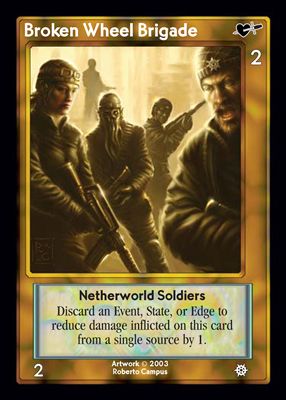 Broken Wheel Brigade
2
Netherworld Soldiers
Discard an Event, State, or Edge to
reduce damage inflicted on this card
from a single source by 1.
Artwork © 2003
Roberto Campus
2